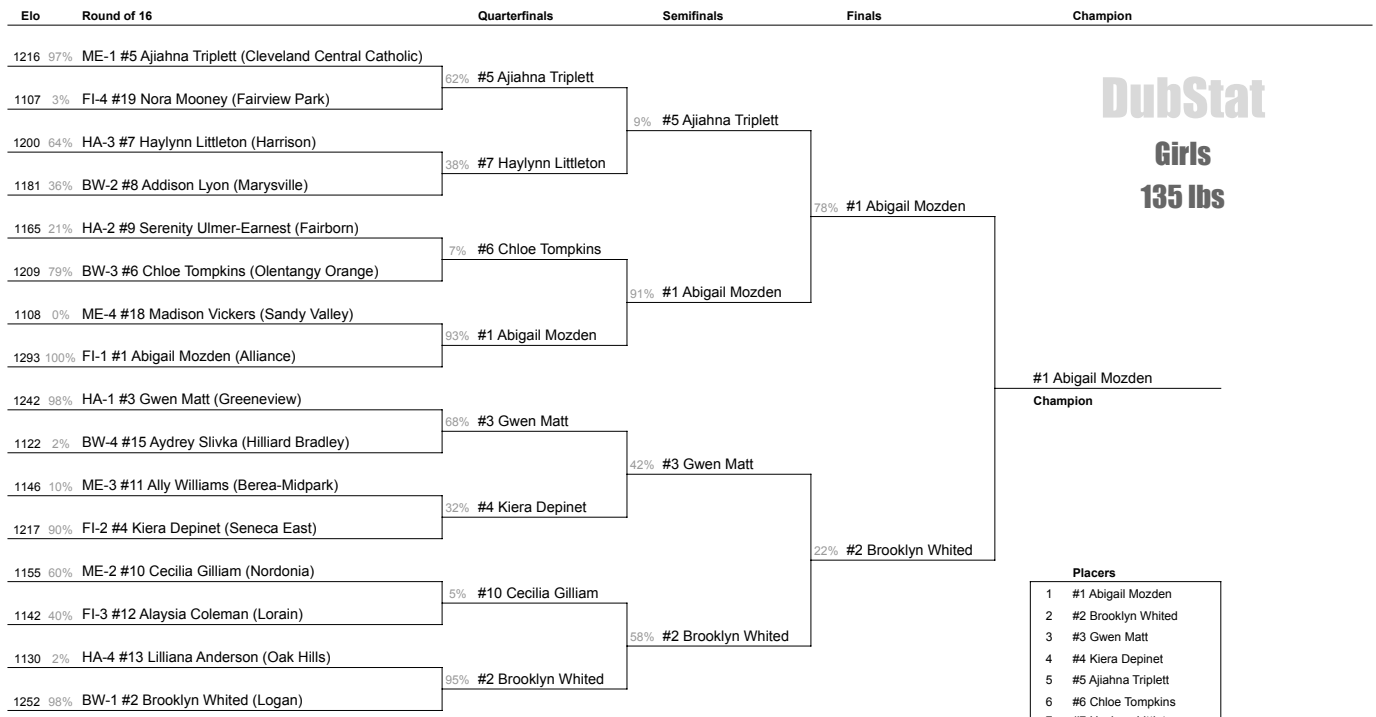 Elo Round of 16 Quarterfinals Semifinals Finals Champion
1216 97% ME-1 #5 Ajiahna Triplett (Cleveland Central Catholic)
62% #5 Ajiahna Triplett
DubStat
1107 3% FI-4 #19 Nora Mooney (Fairview Park)
9% #5 Ajiahna Triplett
1200 64% HA-3 #7 Haylynn Littleton (Harrison)
Girls
38% #7 Haylynn Littleton
1181 36% BW-2 #8 Addison Lyon (Marysville)
135 lbs
78% #1 Abigail Mozden
1165 21% HA-2 #9 Serenity Ulmer-Earnest (Fairborn)
7% #6 Chloe Tompkins
1209 79% BW-3 #6 Chloe Tompkins (Olentangy Orange)
91% #1 Abigail Mozden
1108 0% ME-4 #18 Madison Vickers (Sandy Valley)
93% #1 Abigail Mozden
1293 100% FI-1 #1 Abigail Mozden (Alliance)
#1 Abigail Mozden
1242 98% HA-1 #3 Gwen Matt (Greeneview)
Champion
68% #3 Gwen Matt
1122 2% BW-4 #15 Aydrey Slivka (Hilliard Bradley)
42% #3 Gwen Matt
1146 10% ME-3 #11 Ally Williams (Berea-Midpark)
32% #4 Kiera Depinet
1217 90% FI-2 #4 Kiera Depinet (Seneca East)
22% #2 Brooklyn Whited
1155 60% ME-2 #10 Cecilia Gilliam (Nordonia)
Placers
5% #10 Cecilia Gilliam
1 #1 Abigail Mozden
1142 40% FI-3 #12 Alaysia Coleman (Lorain)
2 #2 Brooklyn Whited
58% #2 Brooklyn Whited
3 #3 Gwen Matt
1130 2% HA-4 #13 Lilliana Anderson (Oak Hills)
4 #4 Kiera Depinet
95% #2 Brooklyn Whited
5 #5 Ajiahna Triplett
1252 98% BW-1 #2 Brooklyn Whited (Logan)
6 #6 Chloe Tompkins